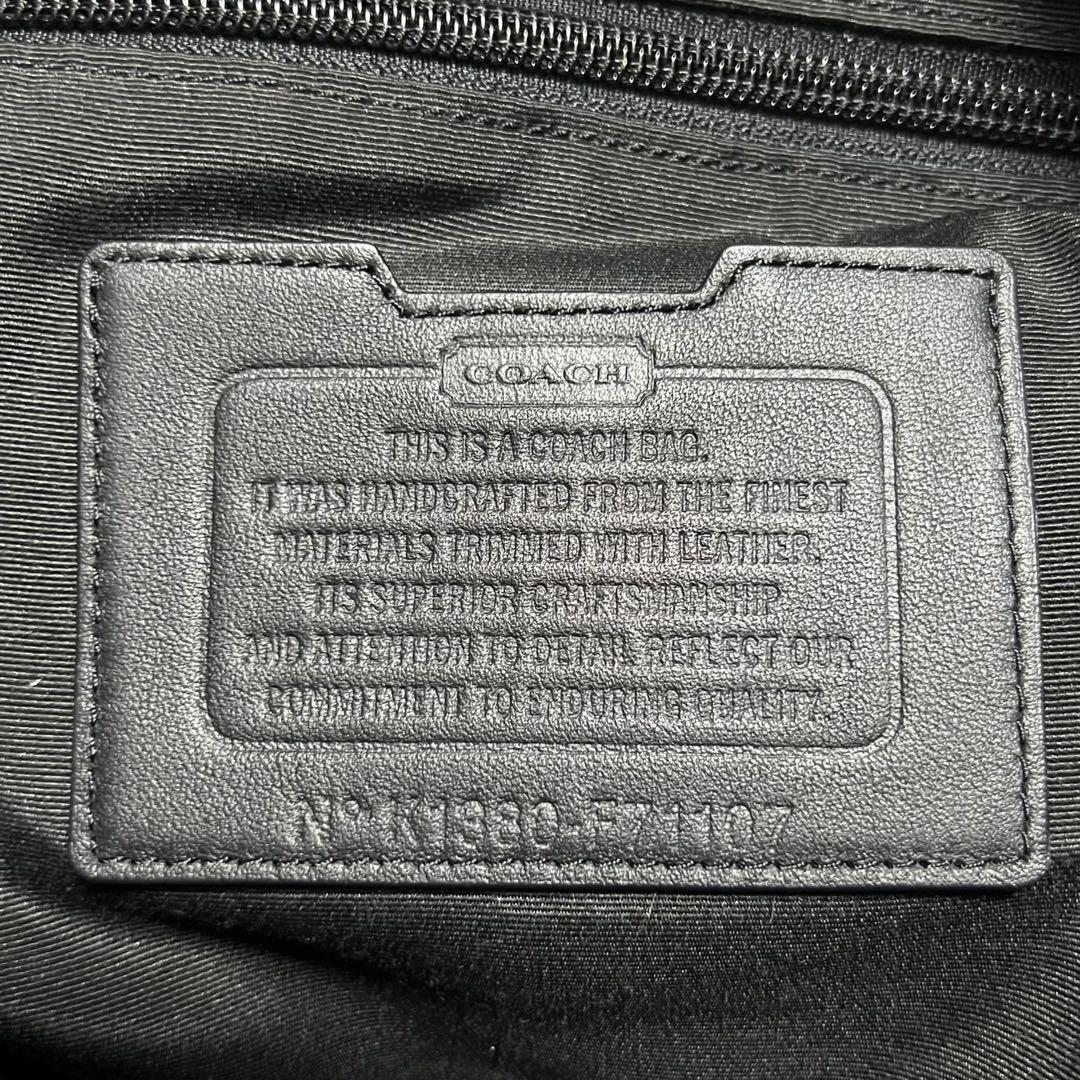 COACH
THIS IS A COACH BAG.
IT WAS HANDCRAFTED FROM THE FINEST
MATERIALS TRIMMED WITH LEATHER.
ITS SUPERIOR CRAFTSMANSHIP
AND ATTENTION TO DETAIL REFLECT OUR
COMMITMENT TO ENDURING QUALITY.
Nº K1380-F71107